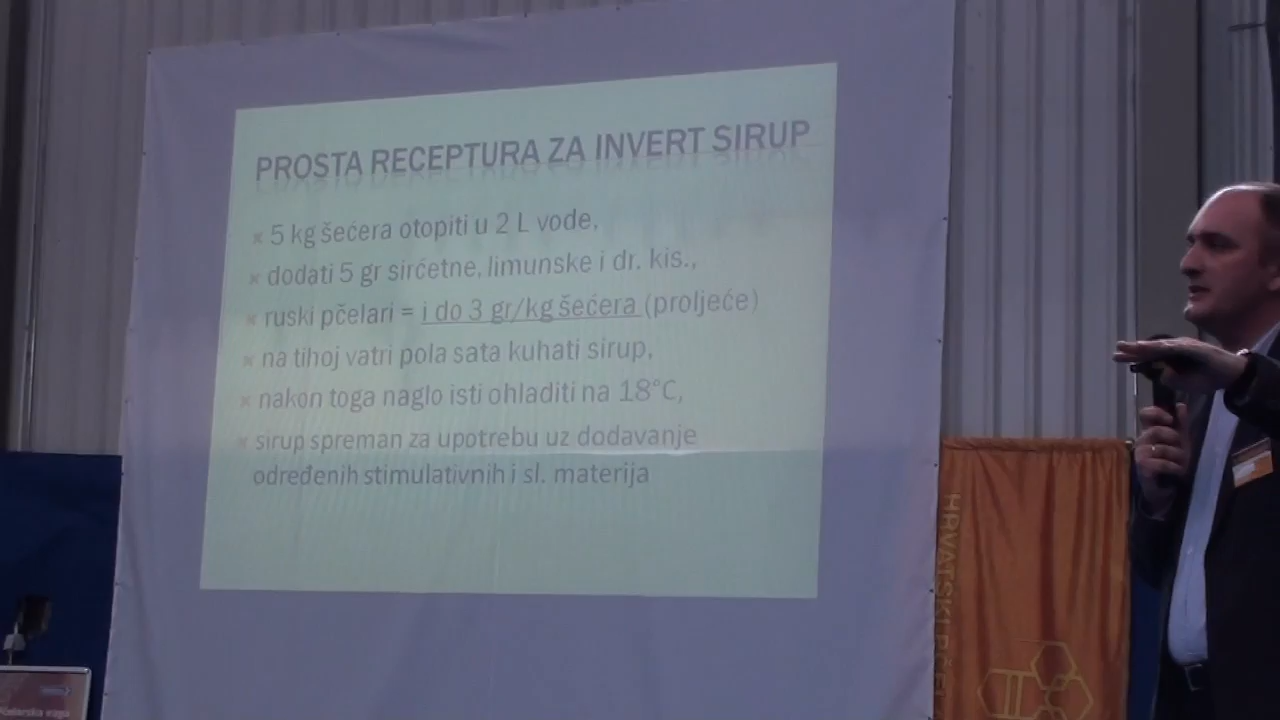 PROSTA RECEPTURA ZA INVERT SIRUP
5 kg šećera otopiti u 2 L vode,
dodati 5 gr sirćetne, limunske i dr. kis.,
ruski pčelari = i do 3 gr/kg šećera (proljeće)
na tihoj vatri pola sata kuhati sirup,
nakon toga naglo isti ohladiti na 18°C,
sirup spreman za upotrebu uz dodavanje
određenih stimulativnih i sl. materija
HRVATSKI PČEL